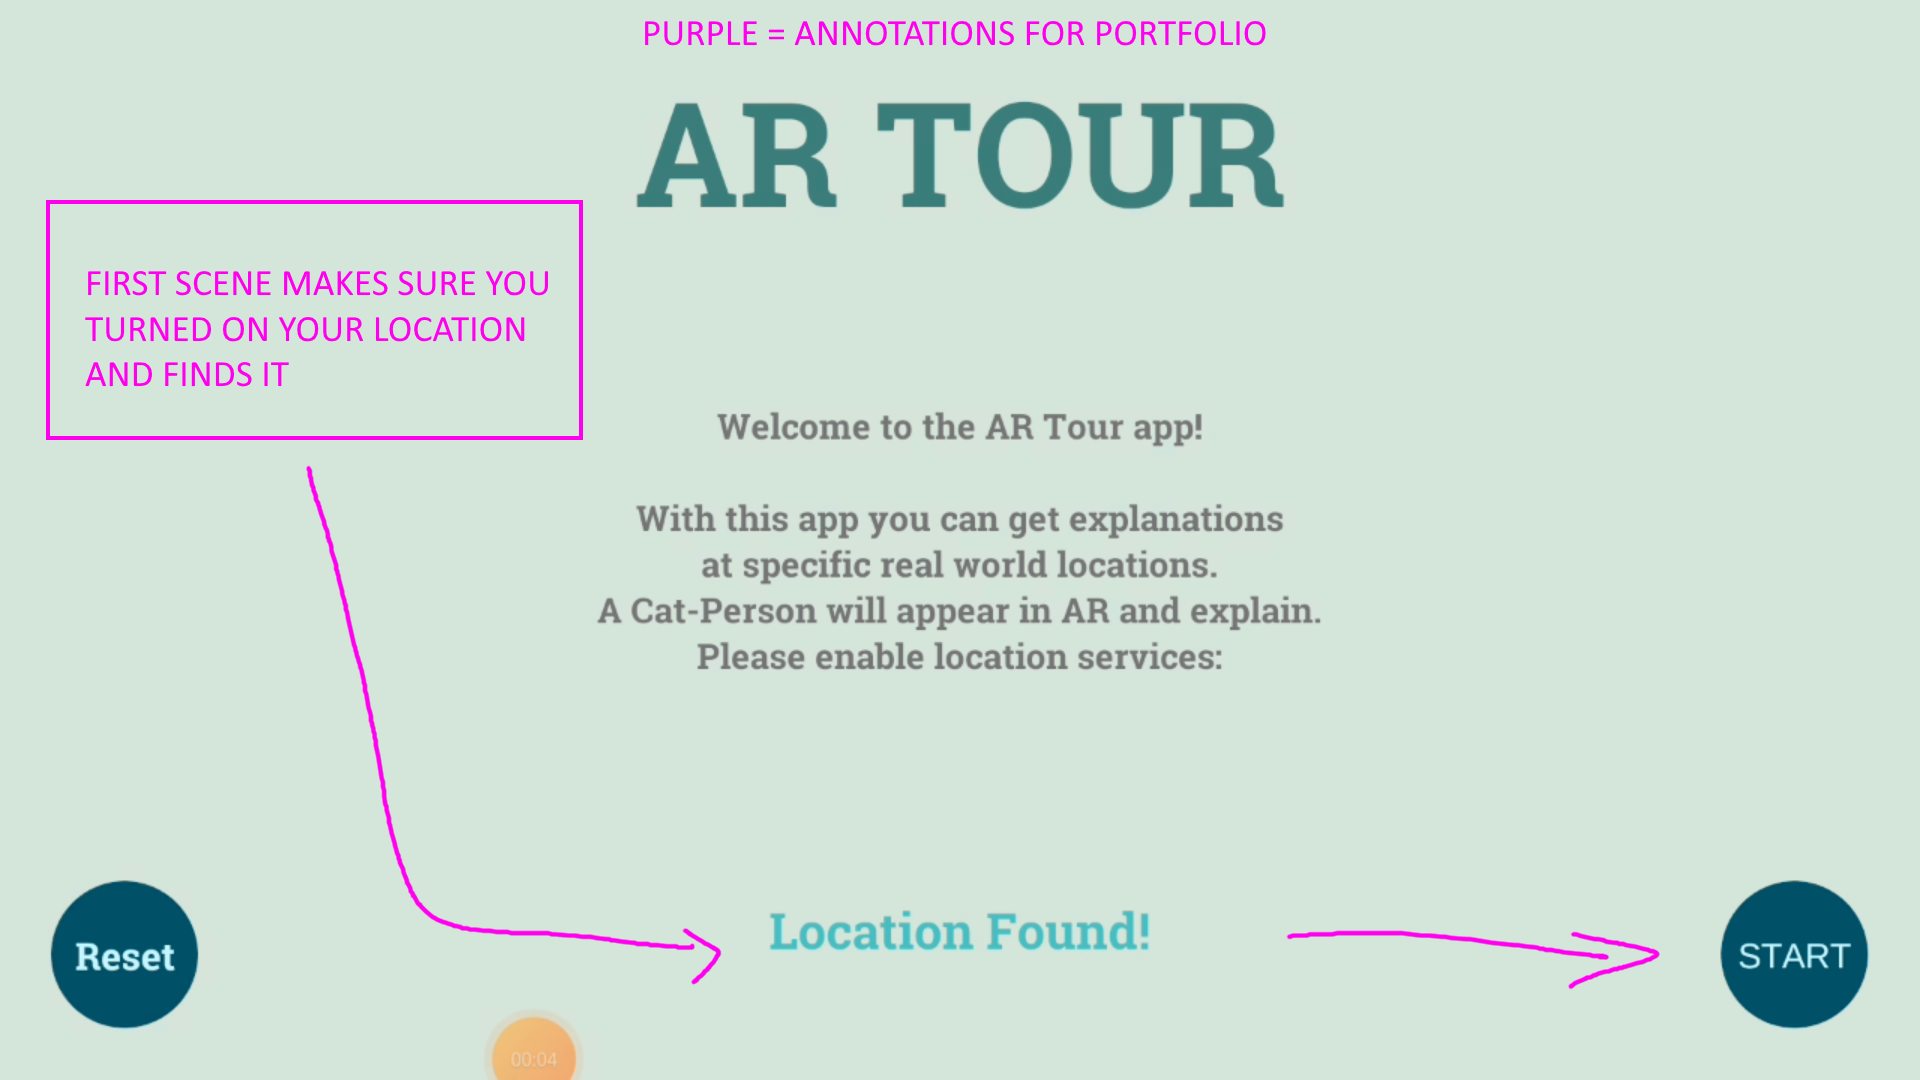 PURPLE = ANNOTATIONS FOR PORTFOLIO
AR TOUR
FIRST SCENE MAKES SURE YOU
TURNED ON YOUR LOCATION
AND FINDS IT
Welcome to the AR Tour app!
With this app you can get explanations
at specific real world locations.
A Cat-Person will appear in AR and explain.
Please enable location services:
Location Found!
Reset
START
00:04